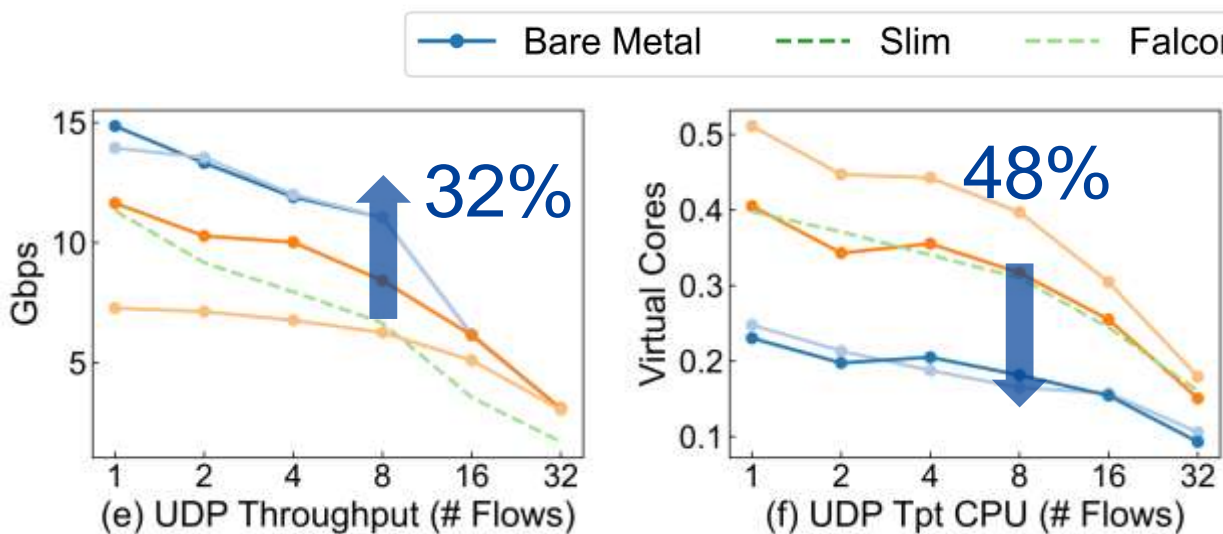 Bare Metal Slim Falcon
15 0.5
32% 48%
0.4
10
Gbps Virtual Cores
0.3
5 0.2
0.1
1 2 4 8 16 32 1 2 4 8 16 32
(e) UDP Throughput (# Flows) (f) UDP Tpt CPU (# Flows)